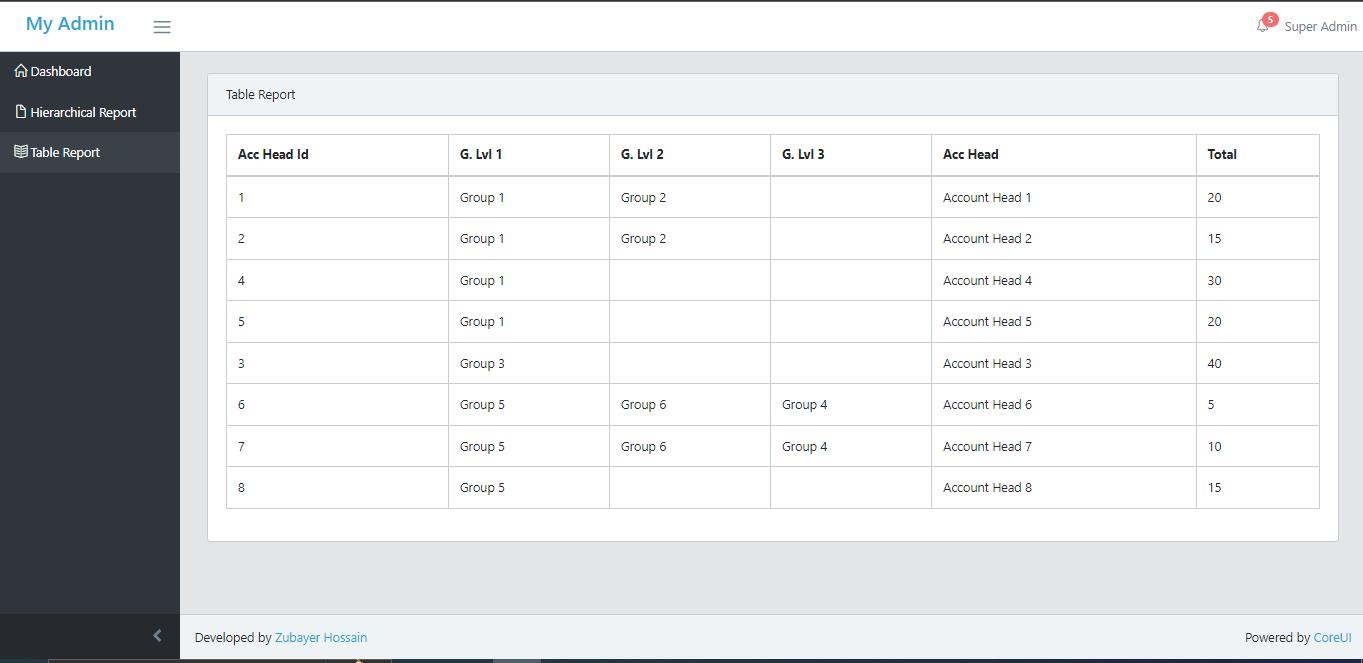 My Admin
5
Super Admin
Dashboard
Hierarchical Report
Table Report
Table Report
Acc Head Id G. Lvl 1 G. Lvl 2 G. Lvl 3 Acc Head Total
1 Group 1 Group 2 Account Head 1 20
2 Group 1 Group 2 Account Head 2 15
4 Group 1 Account Head 4 30
5 Group 1 Account Head 5 20
3 Group 3 Account Head 3 40
6 Group 5 Group 6 Group 4 Account Head 6 5
7 Group 5 Group 6 Group 4 Account Head 7 10
8 Group 5 Account Head 8 15
Developed by Zubayer Hossain
Powered by CoreUI